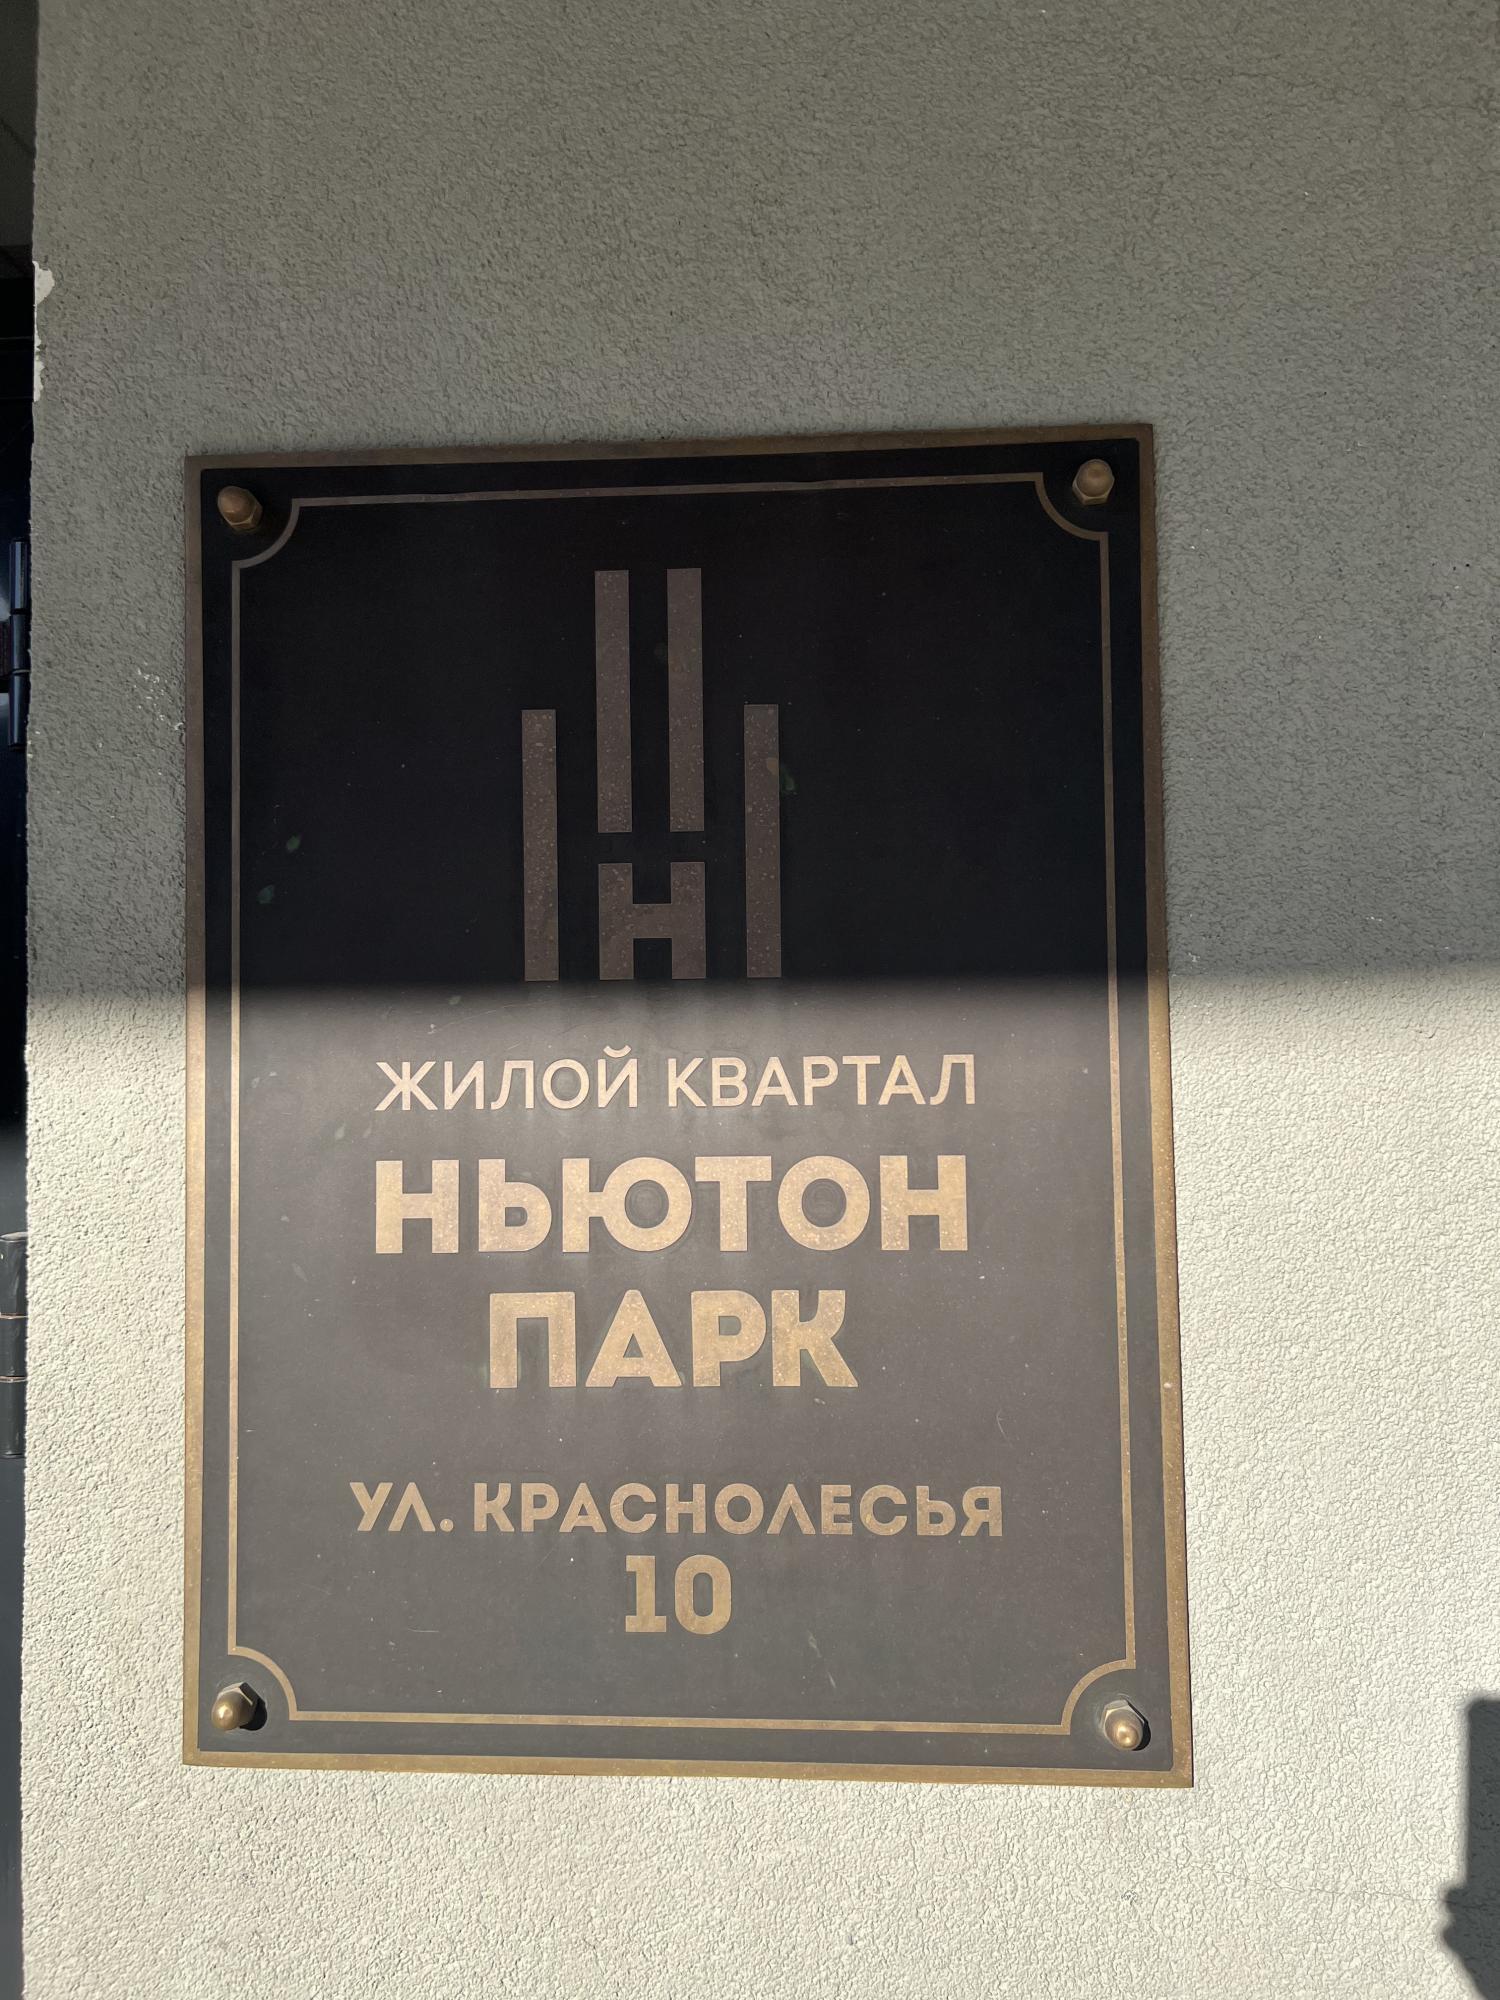 Н
ЖИЛОЙ КВАРТАЛ
НЬЮТОН
ПАРК
УЛ. КРАСНОЛЕСЬЯ
10